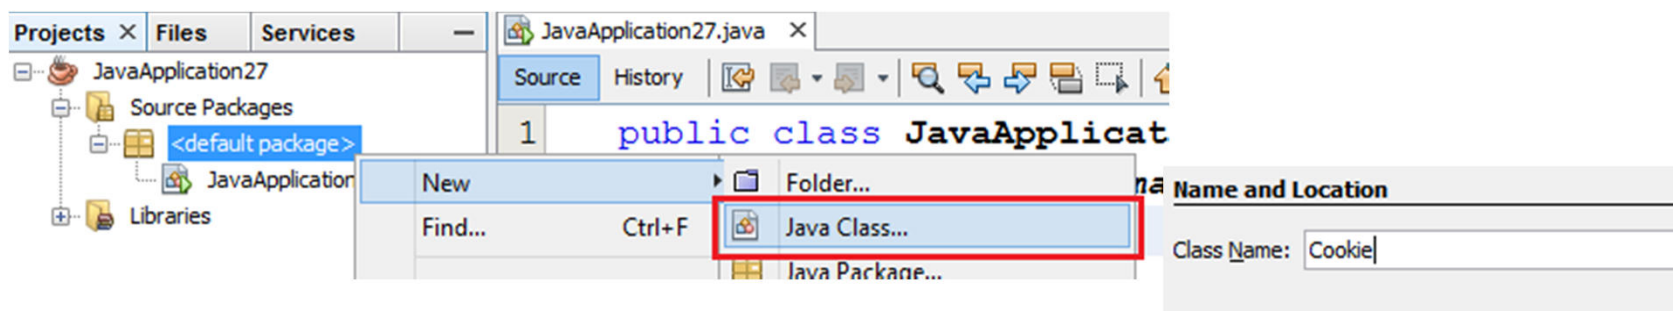 Projects × Files Services
JavaApplication27
Source Packages
<default package>
JavaApplication
Libraries
JavaApplication27.java ×
Source History
1 public class JavaApplicat
New
Find... Ctrl+F
Folder...
Java Class...
Java Package...
Name and Location
Class Name: Cookie